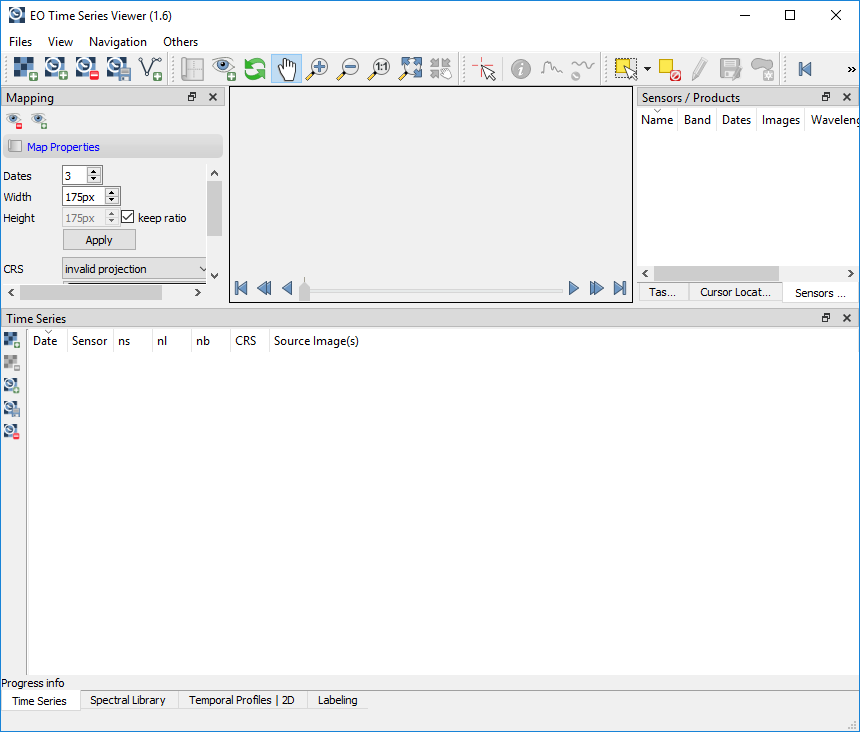 EO Time Series Viewer (1.6)
Files View Navigation Others
1:1
»
Mapping
Map Properties
Dates 3
Width 175px
Height 175px keep ratio
Apply
CRS invalid projection
Sensors / Products
Name Band Dates Images Waveleng
Tas... Cursor Locat... Sensors ...
Time Series
Date Sensor ns nl nb CRS Source Image(s)
Progress info
Time Series Spectral Library Temporal Profiles | 2D Labeling